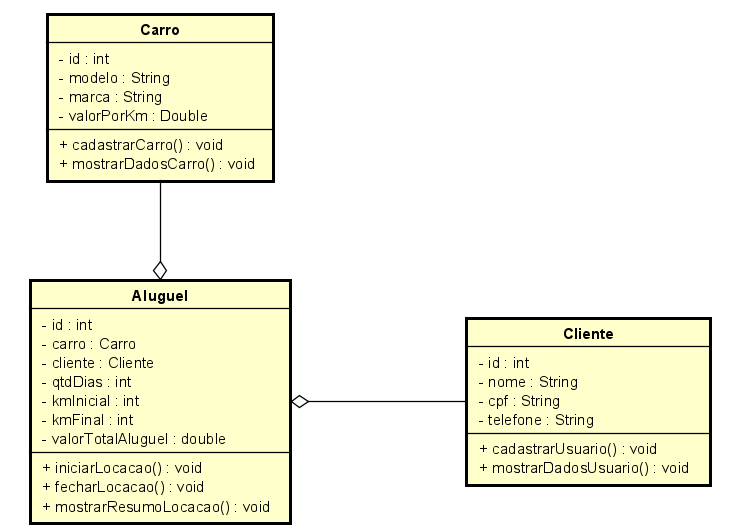 Carro
- id : int
- modelo : String
- marca : String
- valorPorKm : Double
+ cadastrarCarro() : void
+ mostrarDadosCarro() : void
Aluguel
- id : int
- carro : Carro
- cliente : Cliente
- qtdDias : int
- kmInicial : int
- kmFinal : int
- valorTotalAluguel : double
+ iniciarLocacao() : void
+ fecharLocacao() : void
+ mostrarResumoLocacao() : void
Cliente
- id : int
- nome : String
- cpf : String
- telefone : String
+ cadastrarUsuario() : void
+ mostrarDadosUsuario() : void